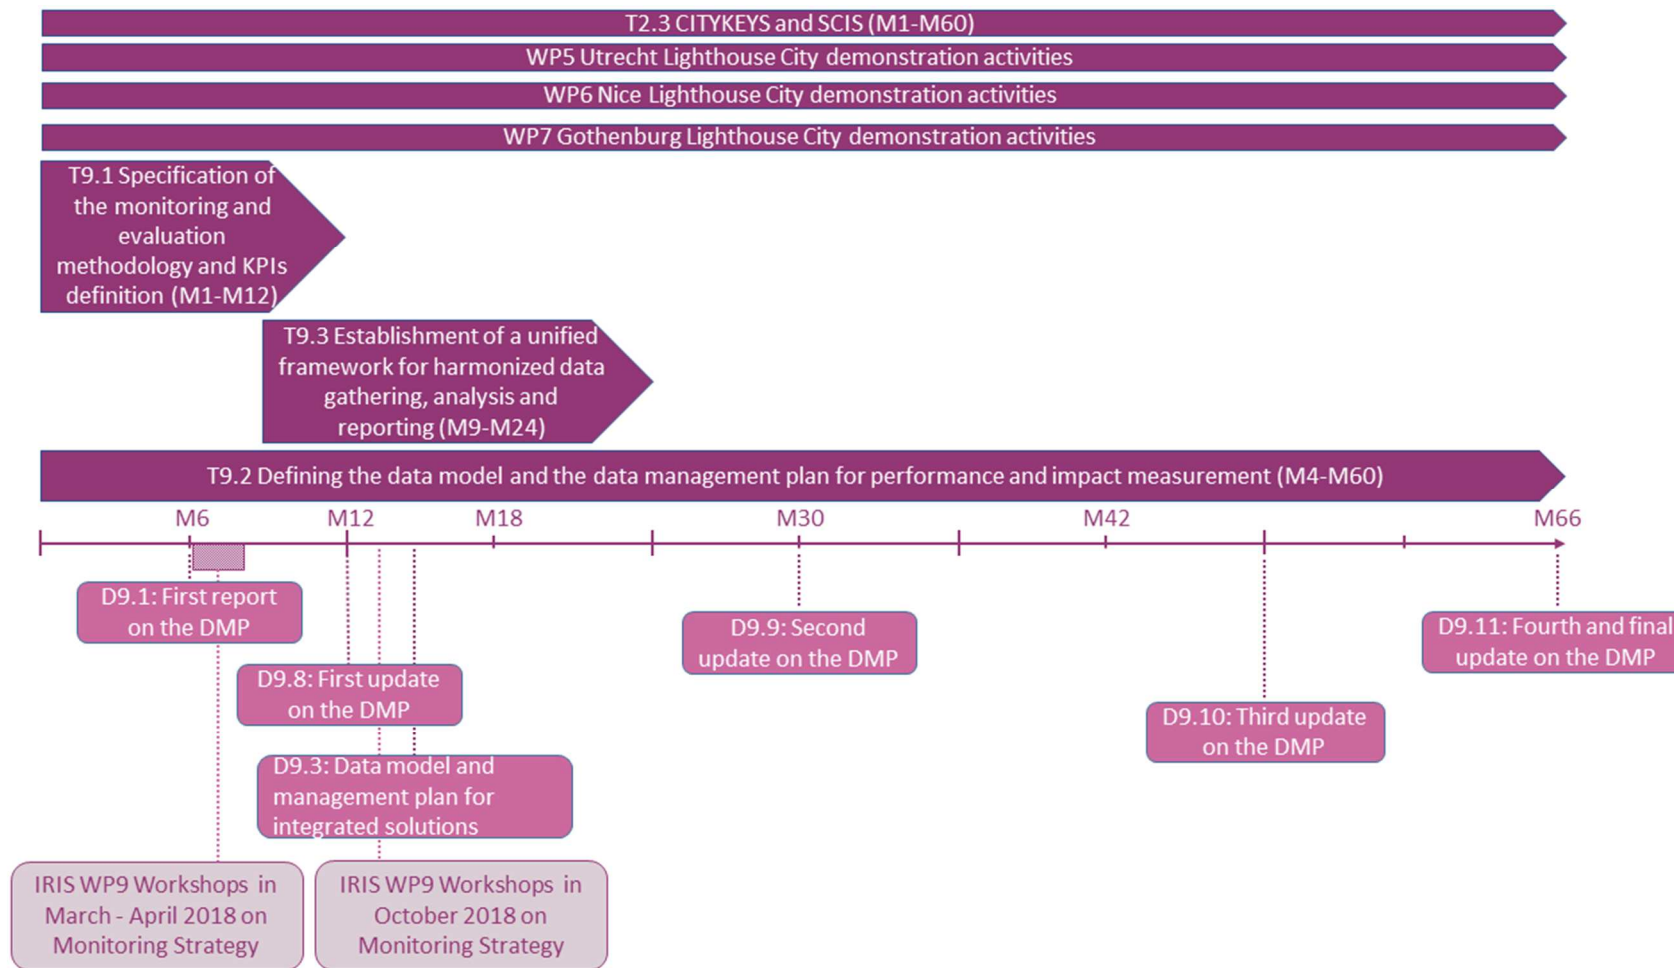 T2.3 CITYKEYS and SCIS (M1-M60)
WP5 Utrecht Lighthouse City demonstration activities
WP6 Nice Lighthouse City demonstration activities
WP7 Gothenburg Lighthouse City demonstration activities
T9.1 Specification of
the monitoring and
evaluation
methodology and KPIs
definition (M1-M12)
T9.3 Establishment of a unified
framework for harmonized data
gathering, analysis and
reporting (M9-M24)
T9.2 Defining the data model and the data management plan for performance and impact measurement (M4-M60)
M6 M12 M18 M30 M42 M66
D9.1: First report
on the DMP
D9.8: First update
on the DMP
D9.3: Data model and
management plan for
integrated solutions
D9.9: Second
update on the DMP
D9.10: Third update
on the DMP
D9.11: Fourth and final
update on the DMP
IRIS WP9 Workshops in
March - April 2018 on
Monitoring Strategy
IRIS WP9 Workshops in
October 2018 on
Monitoring Strategy